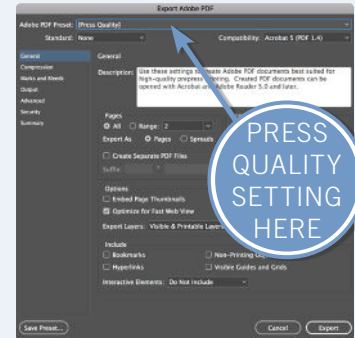 Export Adobe PDF
Adobe PDF Preset: [Press Quality]
Standard: None
Compatibility: Acrobat 5 (PDF 1.4)
General
Compression
Marks and Bleeds
Output
Advanced
Security
Summary
General
Description: Use these settings to create Adobe PDF documents best suited for
high-quality prepress printing. Created PDF documents can be
opened with Acrobat and Adobe Reader 5.0 and later.
Pages
All Range: 2
Export As Pages Spreads
Create Separate PDF Files
Suffix:
Options
Embed Page Thumbnails
Optimize for Fast Web View
Export Layers: Visible & Printable Layers
Include
Bookmarks
Non-Printing
Hyperlinks
Visible Guides and Grids
Interactive Elements: Do Not Include
Save Preset...
Cancel
Export
PRESS
QUALITY
SETTING
HERE